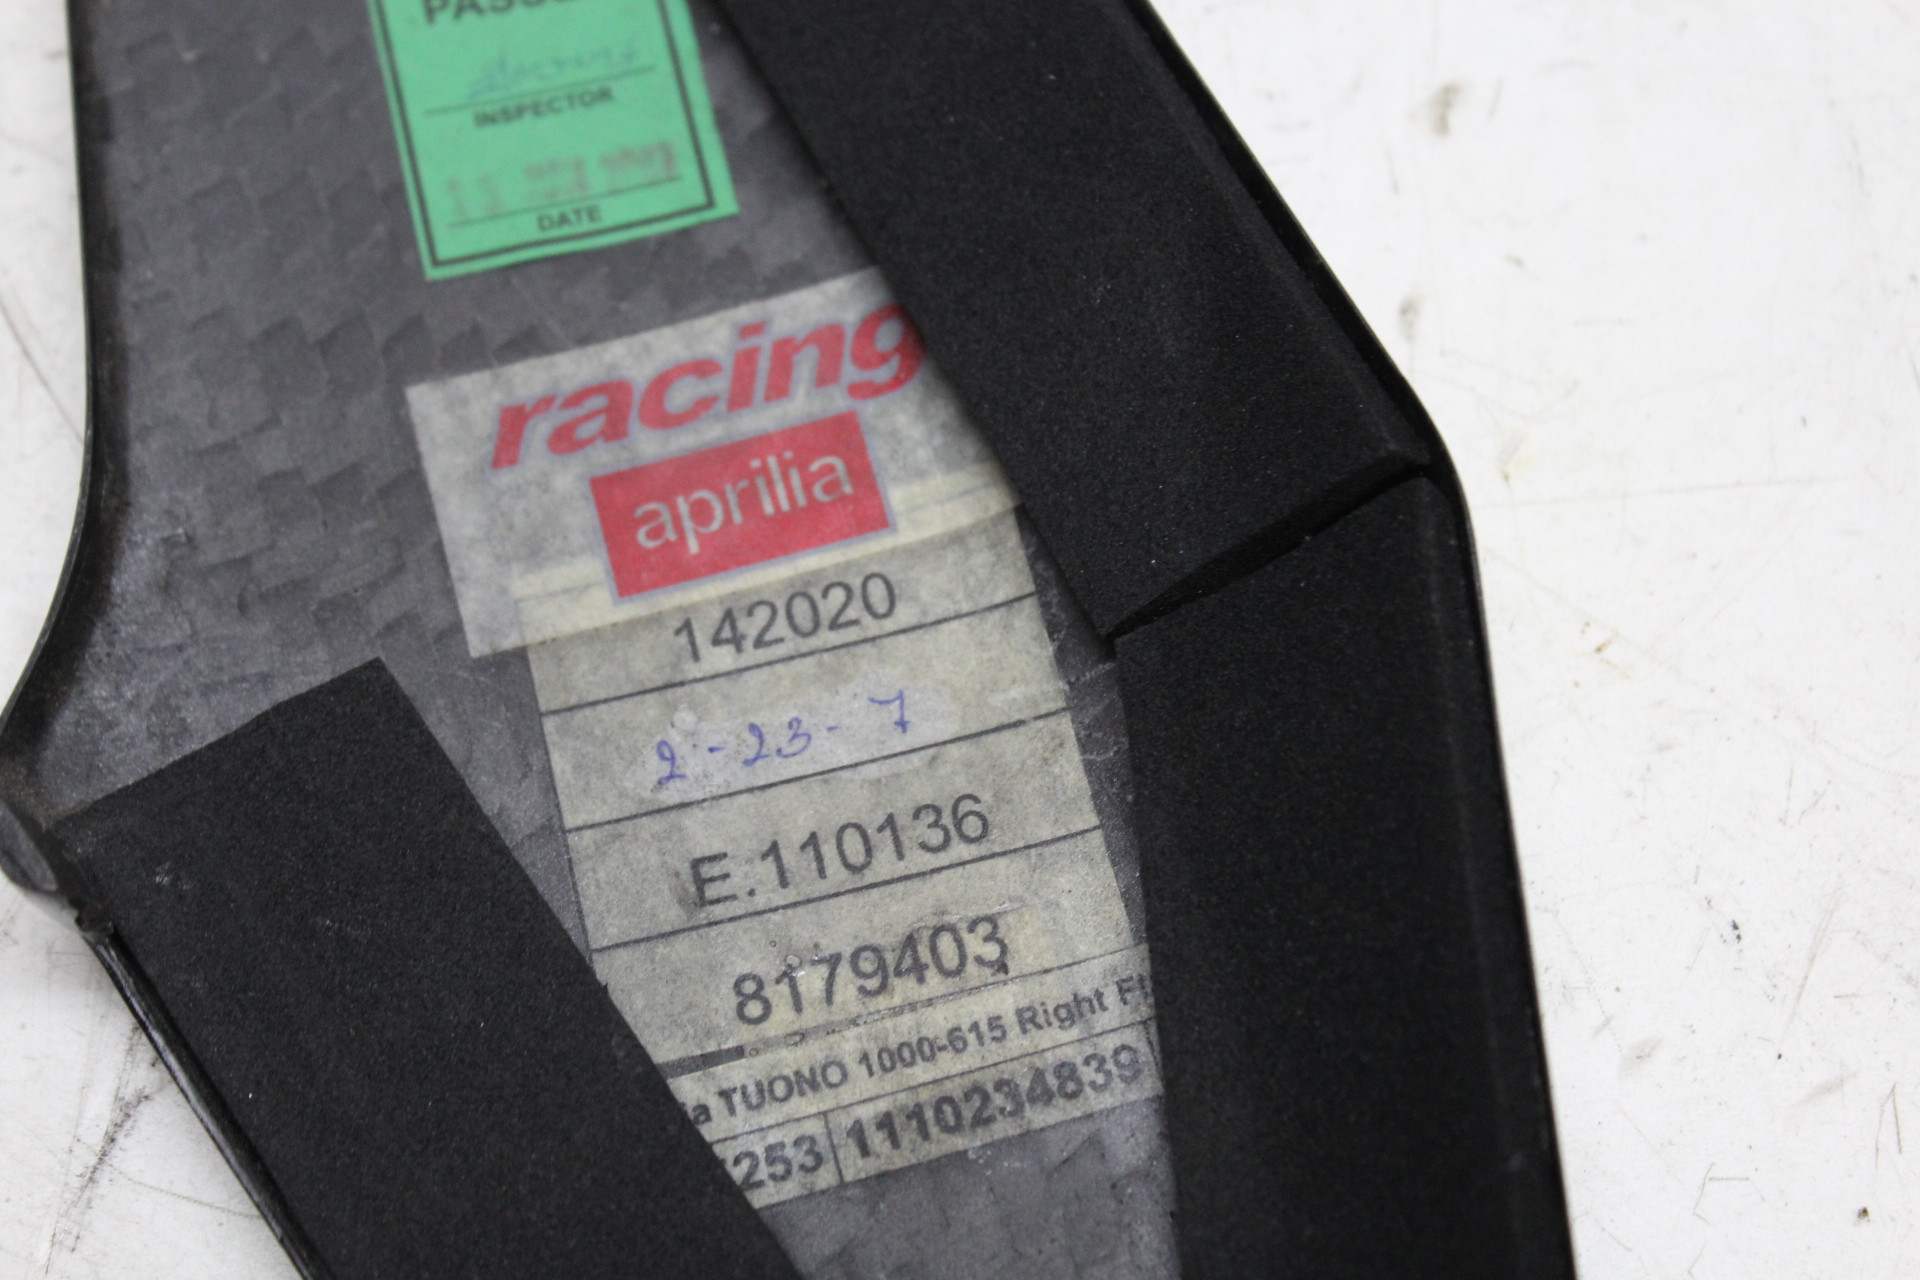 INSPECTOR
DATE
racing
aprilia
142020
2-23-7
E.110136
8179403
TUONO 1000-615 Right
253 1110234839